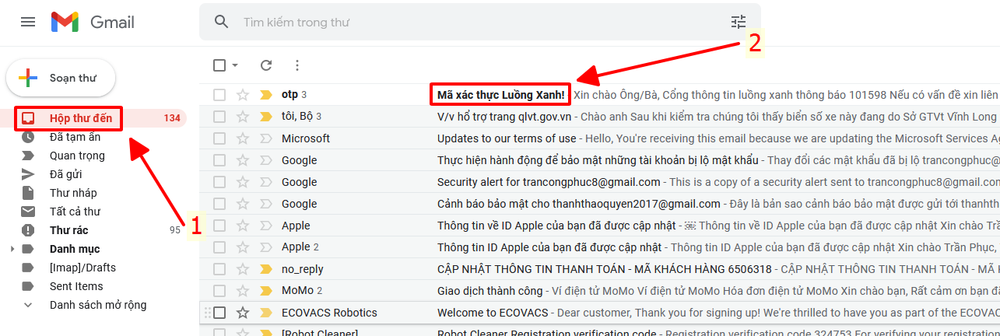 Gmail
Tìm kiếm trong thư
2
Soạn thư
otp 3 Mã xác thực Luồng Xanh! - Xin chào Ông/Bà, Cổng thông tin luồng xanh thông báo 101598 Nếu có vấn đề xin liên
Hộp thư đến 134
tôi, Bộ 3 V/v hổ trợ trang qlvt.gov.vn - Chào anh Sau khi kiểm tra chúng tôi thấy biển số xe này đang do Sở GTVt Vĩnh Long
Đã tạm ẩn
Microsoft Updates to our terms of use - Hello, You're receiving this email because we are updating the Microsoft Services Ag
Quan trọng
Google Thực hiện hành động để bảo mật những tài khoản bị lộ mật khẩu - Thay đổi các mật khẩu đã bị lộ trancongphuc8@
Đã gửi
Google Security alert for trancongphuc8@gmail.com - This is a copy of a security alert sent to trancongphuc8@gmail.com
Thư nháp
Google Cảnh báo bảo mật cho thanhthaoquyen2017@gmail.com - Đây là bản sao cảnh báo bảo mật được gửi tới thanhth
Tất cả thư
Apple Thông tin về ID Apple của bạn đã được cập nhật - Thông tin về ID Apple của bạn đã được cập nhật Xin chào Trần
1
Thư rác 95
Apple 2 Thông tin ID Apple của bạn đã được cập nhật - Thông tin ID Apple của bạn đã được cập nhật Xin chào Trần Phục,
Danh mục
no_reply CẬP NHẬT THÔNG TIN THANH TOÁN - MÃ KHÁCH HÀNG 6506318 - CẬP NHẬT THÔNG TIN THANH TOÁN - MÃ
[Imap]/Drafts
MoMo 2 Giao dịch thành công - Ví điện tử MoMo Ví điện tử MoMo Hóa đơn điện tử MoMo Xin chào bạn, Rất cảm ơn bạn
Sent Items
Danh sách mở rộng
ECOVACS Robotics Welcome to ECOVACS - Dear customer, Thank you for signing up! We're thrilled to have you as part of the ECOVAC
[Robot Cleaner] Robot Cleaner Registration verification code - Registration verification code 324753 For verifying your registration